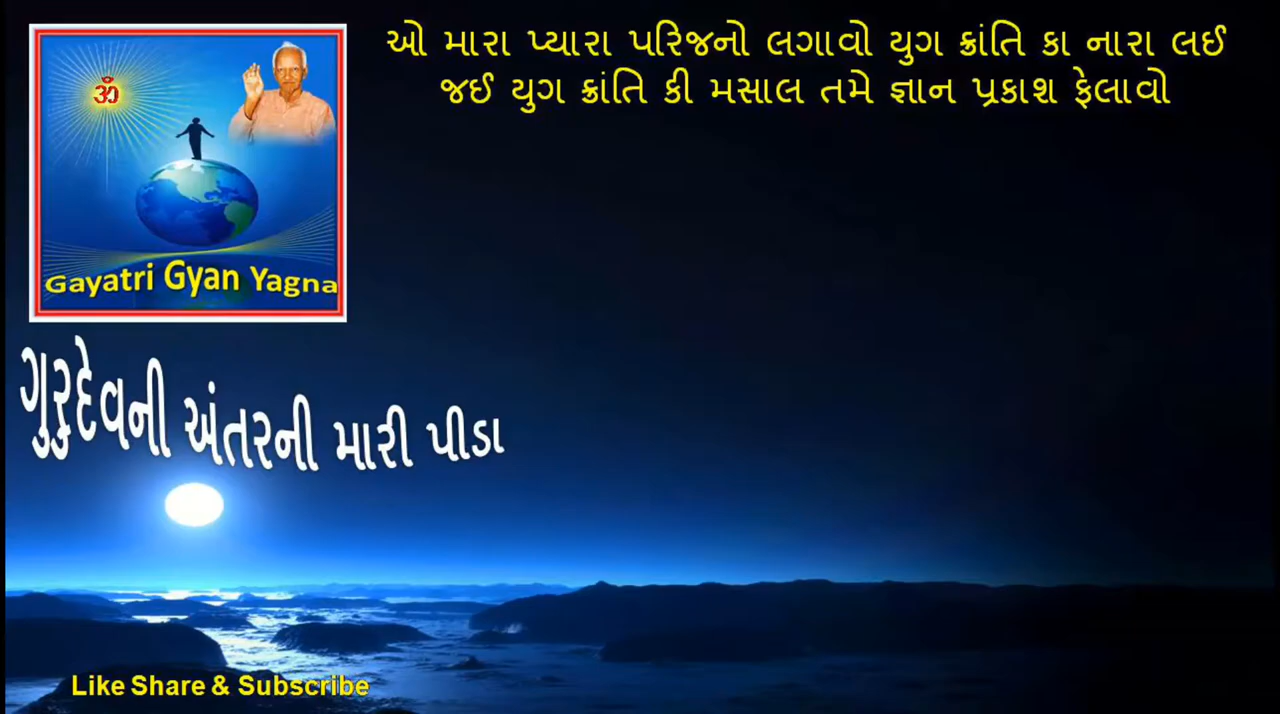 ઓ મારા પ્યારા પરિજનો લગાવો યુગ ક્રાંતિ કા નારા લઈ
જઈ યુગ ક્રાંતિ કી મસાલ તમે જ્ઞાન પ્રકાશ ફેલાવો
ૐ
Gayatri Gyan Yagna
ગુરુદેવની અંતરની મારી પીડા
Like Share & Subscribe